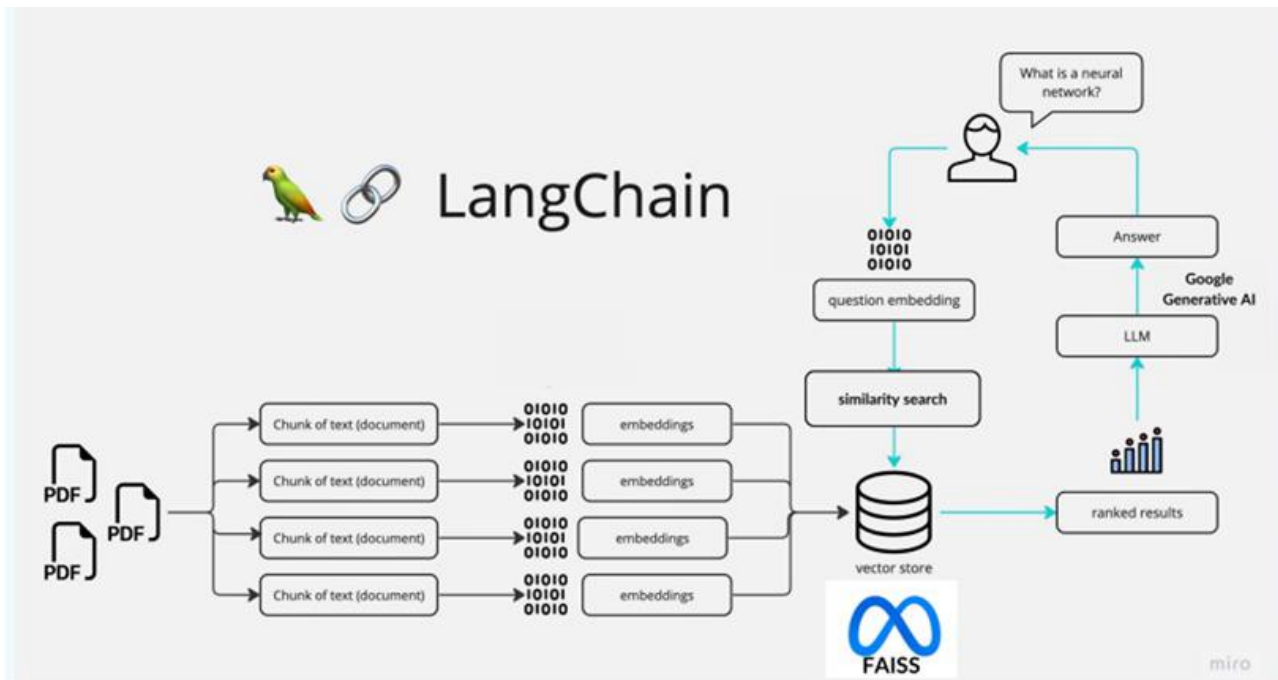 What is a neural
network?
LangChain
01010
10101
01010
question embedding
similarity search
Answer
Google
Generative AI
LLM
ranked results
PDF
PDF
PDF
Chunk of text (document)
01010
10101
01010
embeddings
Chunk of text (document)
01010
10101
01010
embeddings
Chunk of text (document)
01010
10101
01010
embeddings
Chunk of text (document)
01010
10101
01010
embeddings
vector store
FAISS
miro